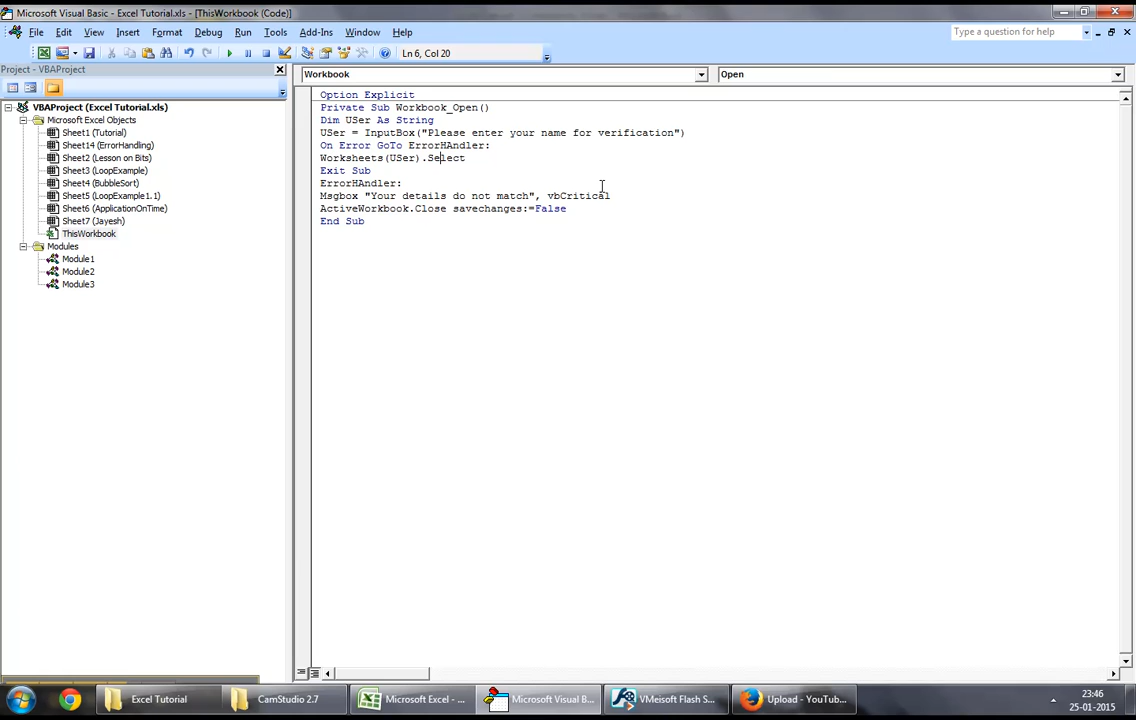 Microsoft Visual Basic - Excel Tutorial.xls - [ThisWorkbook (Code)]
File Edit View Insert Format Debug Run Tools Add-Ins Window Help
Type a question for help
Ln 6, Col 20
Project - VBAProject
Workbook
Open
VBAProject (Excel Tutorial.xls)
Microsoft Excel Objects
Sheet1 (Tutorial)
Sheet14 (ErrorHandling)
Sheet2 (Lesson on Bits)
Sheet3 (LoopExample)
Sheet4 (BubbleSort)
Sheet5 (LoopExample1.1)
Sheet6 (ApplicationOnTime)
Sheet7 (Jayesh)
ThisWorkbook
Modules
Module1
Module2
Module3
Option Explicit
Private Sub Workbook_Open()
Dim USer As String
USer = InputBox("Please enter your name for verification")
On Error GoTo ErrorHAndler:
Worksheets(USer).Select
Exit Sub
ErrorHAndler:
Msgbox "Your details do not match", vbCritical
ActiveWorkbook.Close savechanges:=False
End Sub
Excel Tutorial
CamStudio 2.7
Microsoft Excel - ...
Microsoft Visual B...
VMeisoft Flash S...
Upload - YouTub...
23:46
25-01-2015